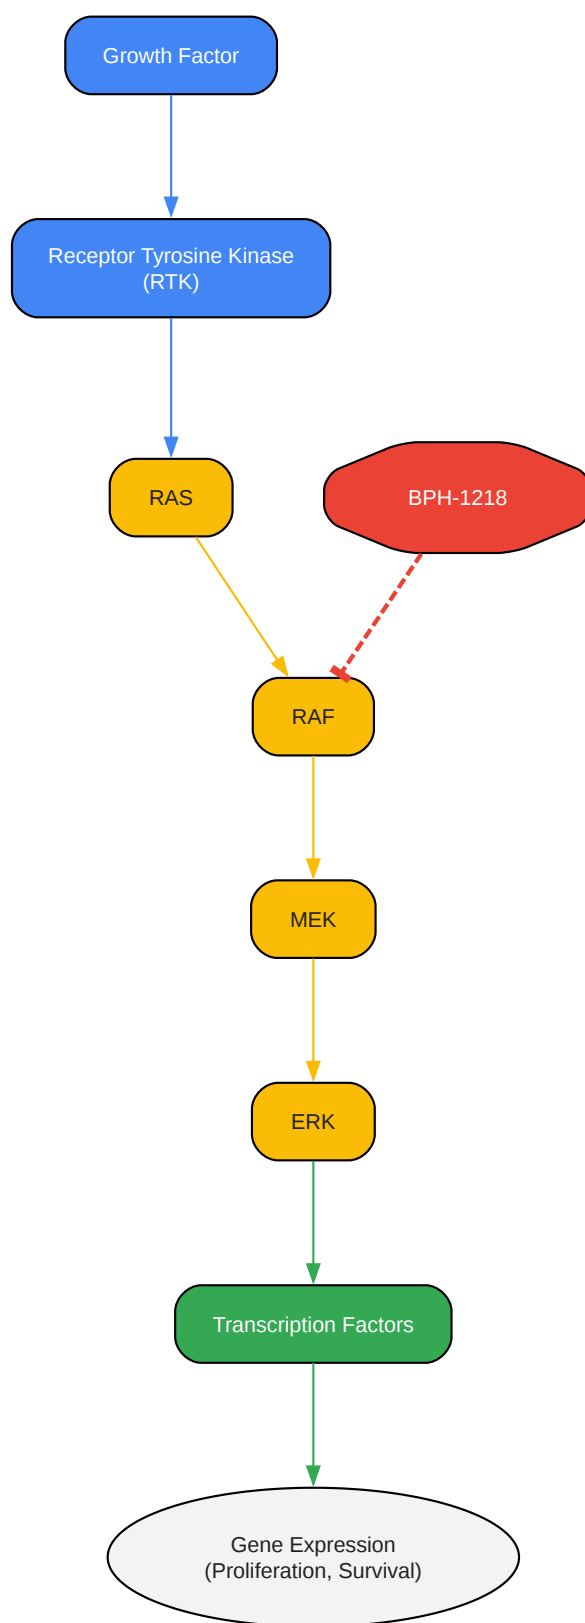 Growth Factor
Receptor Tyrosine Kinase
(RTK)
RAS
BPH-1218
RAF
MEK
ERK
Transcription Factors
Gene Expression
(Proliferation, Survival)